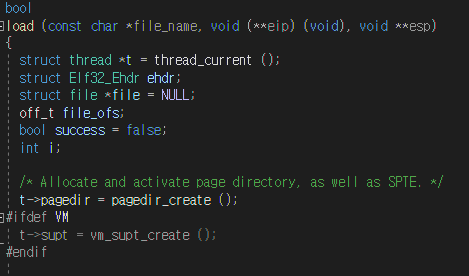 bool
load (const char *file_name, void (**eip) (void), void **esp)
{
struct thread *t = thread_current ();
struct Elf32_Ehdr ehdr;
struct file *file = NULL;
off_t file_ofs;
bool success = false;
int i;
/* Allocate and activate page directory, as well as SPTE. */
t->pagedir = pagedir_create ();
#ifdef VM
t->supt = vm_supt_create ();
#endif